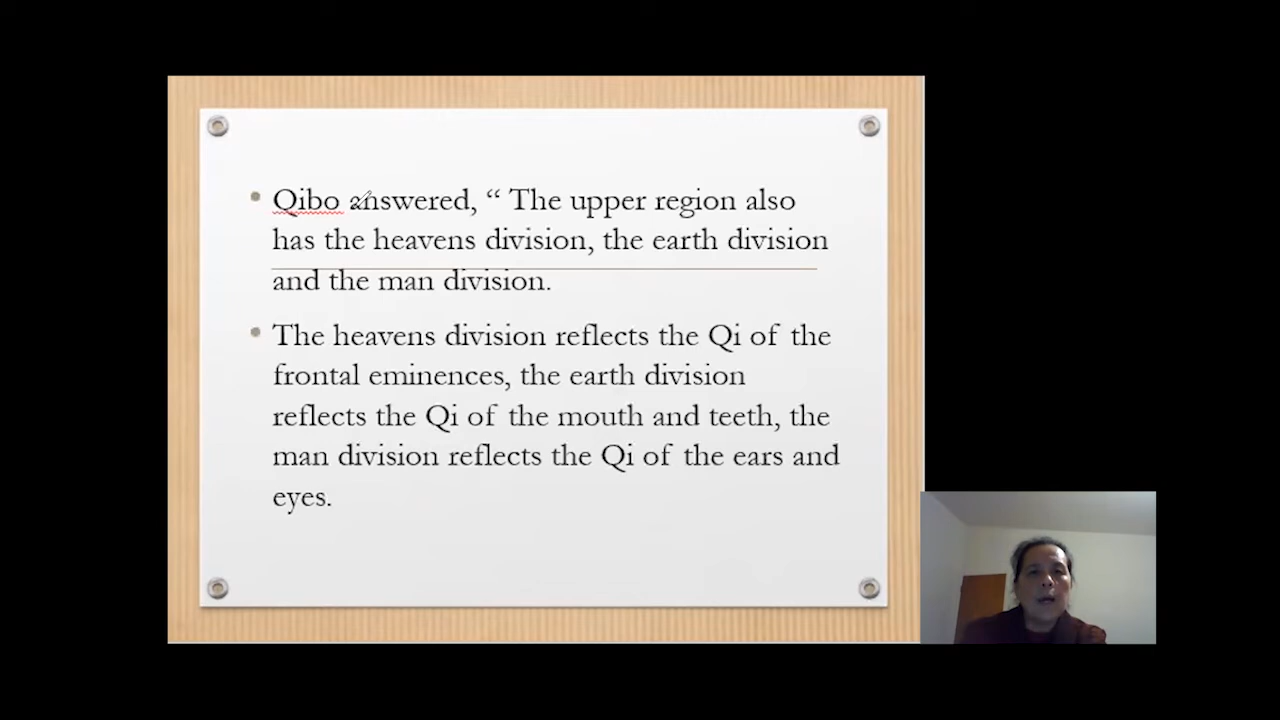 Qibo answered, “ The upper region also
has the heavens division, the earth division
and the man division.
The heavens division reflects the Qi of the
frontal eminences, the earth division
reflects the Qi of the mouth and teeth, the
man division reflects the Qi of the ears and
eyes.